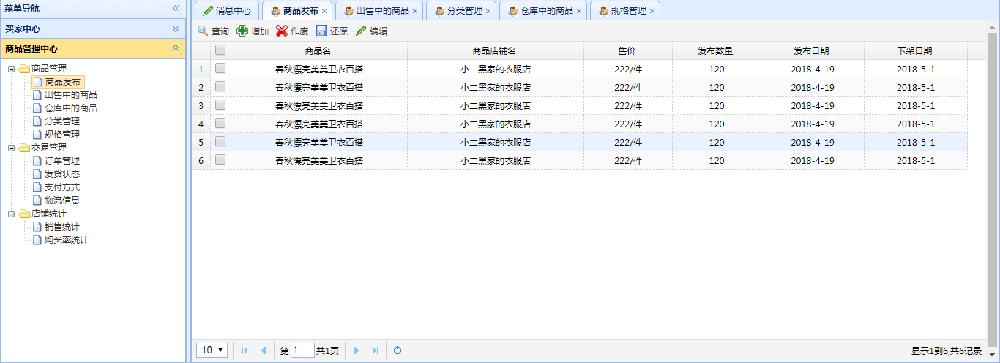 菜单导航
买家中心
商品管理中心
商品管理
商品发布
出售中的商品
仓库中的商品
分类管理
规格管理
交易管理
订单管理
发货状态
支付方式
物流信息
店铺统计
销售统计
购买率统计
消息中心 商品发布 出售中的商品 分类管理 仓库中的商品 规格管理
查询 增加 作废 还原 编辑
商品名 商品店铺名 售价 发布数量 发布日期 下架日期
1 春秋漂亮美美卫衣百搭 小二黑家的衣服店 222/件 120 2018-4-19 2018-5-1
2 春秋漂亮美美卫衣百搭 小二黑家的衣服店 222/件 120 2018-4-19 2018-5-1
3 春秋漂亮美美卫衣百搭 小二黑家的衣服店 222/件 120 2018-4-19 2018-5-1
4 春秋漂亮美美卫衣百搭 小二黑家的衣服店 222/件 120 2018-4-19 2018-5-1
5 春秋漂亮美美卫衣百搭 小二黑家的衣服店 222/件 120 2018-4-19 2018-5-1
6 春秋漂亮美美卫衣百搭 小二黑家的衣服店 222/件 120 2018-4-19 2018-5-1
10 第 1 共1页 显示1到6,共6记录